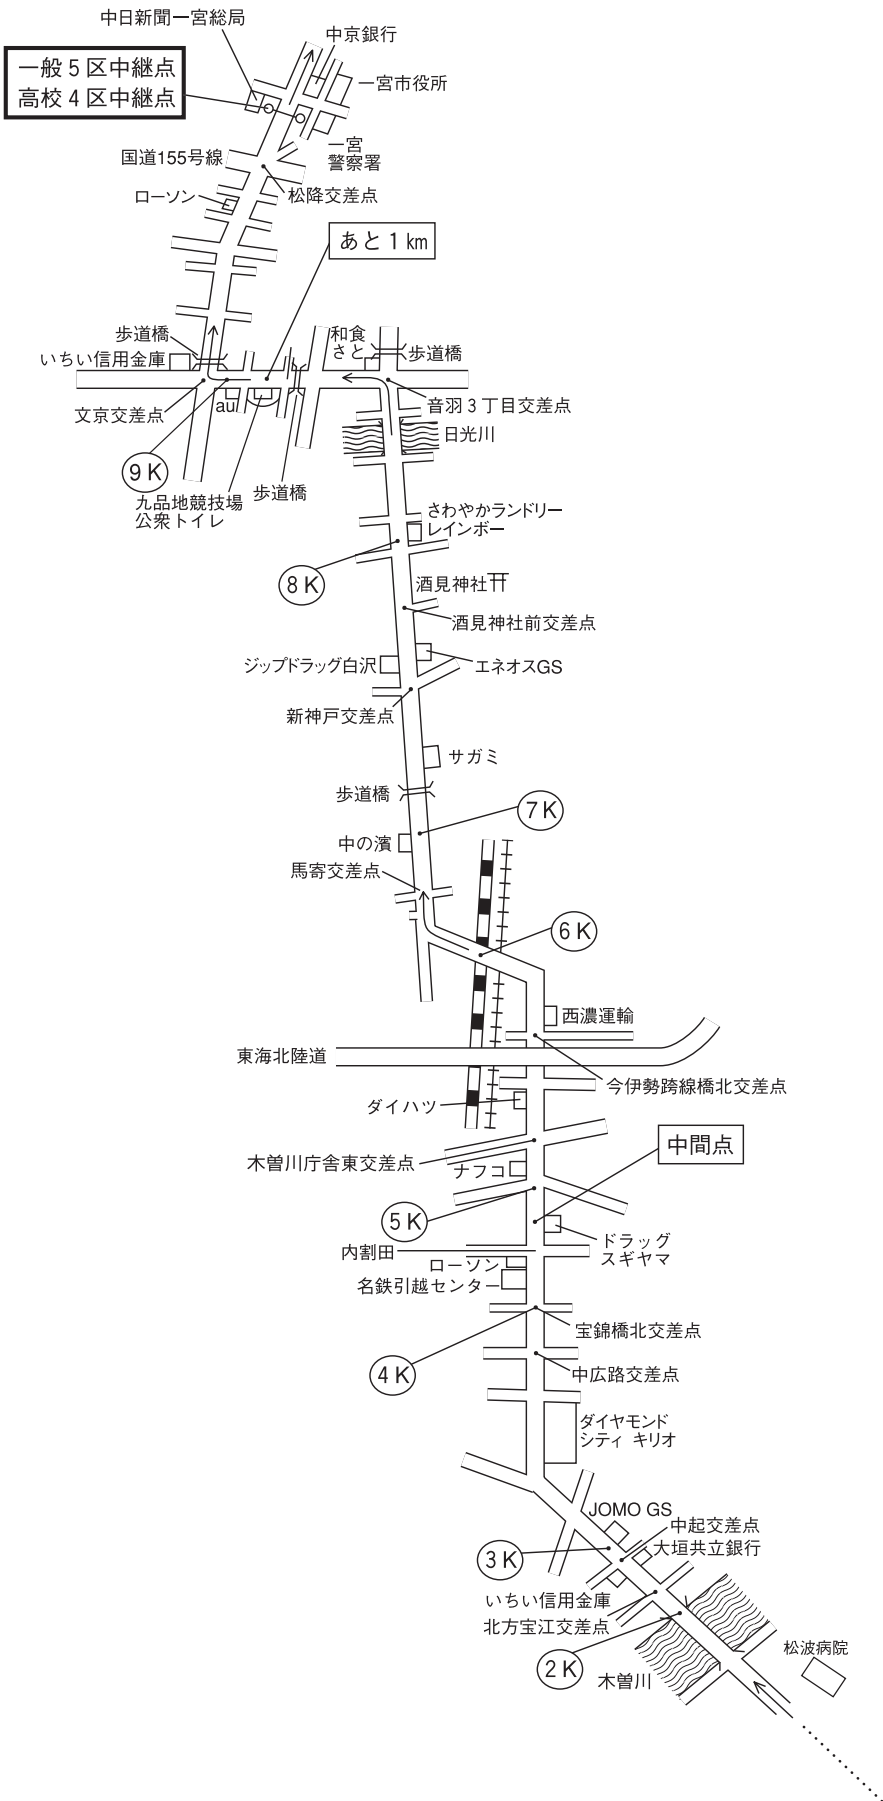 中日新聞一宮総局
中京銀行
一般5区中継点
高校4区中継点
一宮市役所
一宮
警察署
国道155号線
ローソン
松降交差点
あと1km
歩道橋
和食
さと
歩道橋
いちい信用金庫
文京交差点
au
音羽3丁目交差点
日光川
9K
九品地競技場
公衆トイレ
歩道橋
さわやかランドリー
レインボー
8K
酒見神社
酒見神社前交差点
ジップドラッグ白沢
エネオスGS
新神戸交差点
サガミ
歩道橋
7K
中の濱
馬寄交差点
6K
西濃運輸
東海北陸道
今伊勢跨線橋北交差点
ダイハツ
中間点
木曽川庁舎東交差点
ナフコ
5K
ドラッグ
スギヤマ
内割田
ローソン
名鉄引越センター
宝錦橋北交差点
4K
中広路交差点
ダイヤモンド
シティ キリオ
JOMO GS
中起交差点
3K
大垣共立銀行
いちい信用金庫
北方宝江交差点
2K
木曽川
松波病院